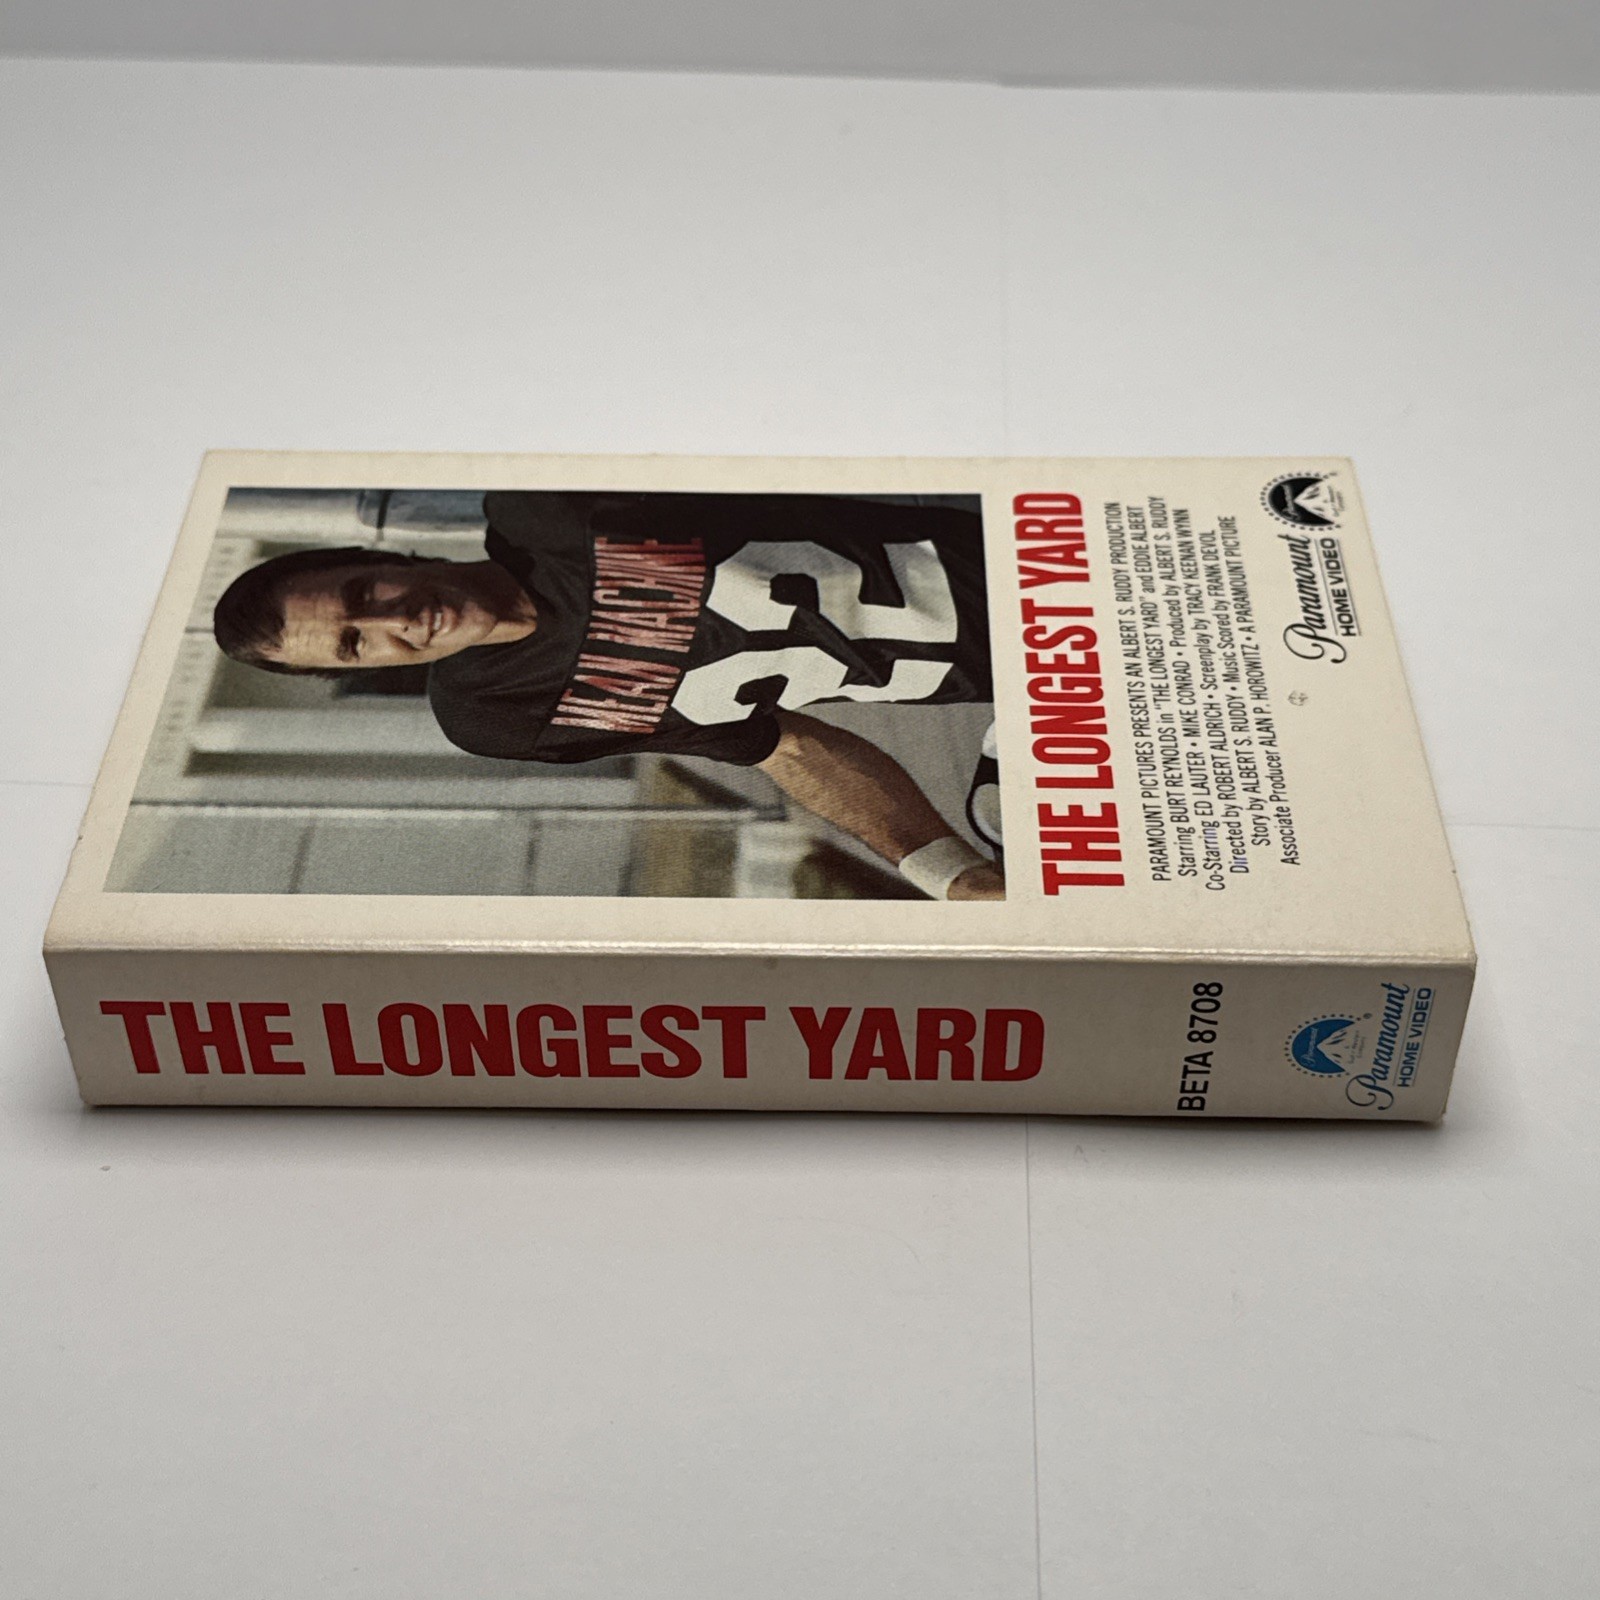 MEAN MACHINE
22
THE LONGEST YARD
PARAMOUNT PICTURES PRESENTS AN ALBERT S. RUDDY PRODUCTION
Starring BURT REYNOLDS in "THE LONGEST YARD" and EDDIE ALBERT
Co-Starring ED LAUTER • MIKE CONRAD • Produced by ALBERT S. RUDDY
Directed by ROBERT ALDRICH • Screenplay by TRACY KEENAN WYNN
Story by ALBERT S. RUDDY • Music Scored by FRANK DEVOL
Associate Producer ALAN P. HOROWITZ • A PARAMOUNT PICTURE
Paramount
Paramount
HOME VIDEO
THE LONGEST YARD
BETA 8708
Paramount
®
Paramount
HOME VIDEO